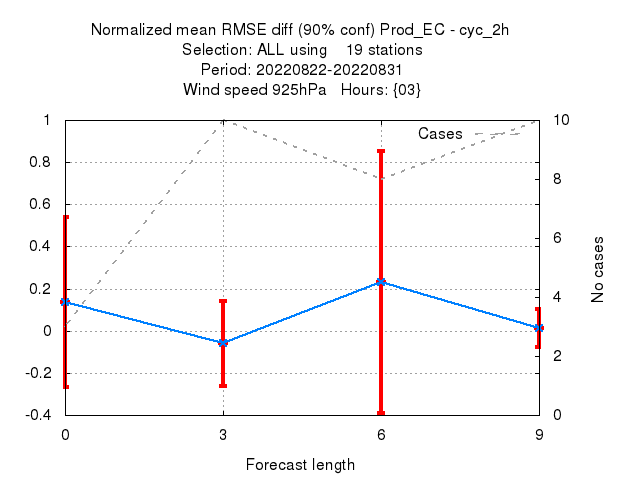 Normalized mean RMSE diff (90% conf) Prod_EC - cyc_2h
Selection: ALL using 19 stations
Period: 20220822-20220831
Wind speed 925hPa Hours: {03}
1
0.8
0.6
0.4
0.2
0
-0.2
-0.4
Cases
10
8
6
4
2
0
No cases
0 3 6 9
Forecast length